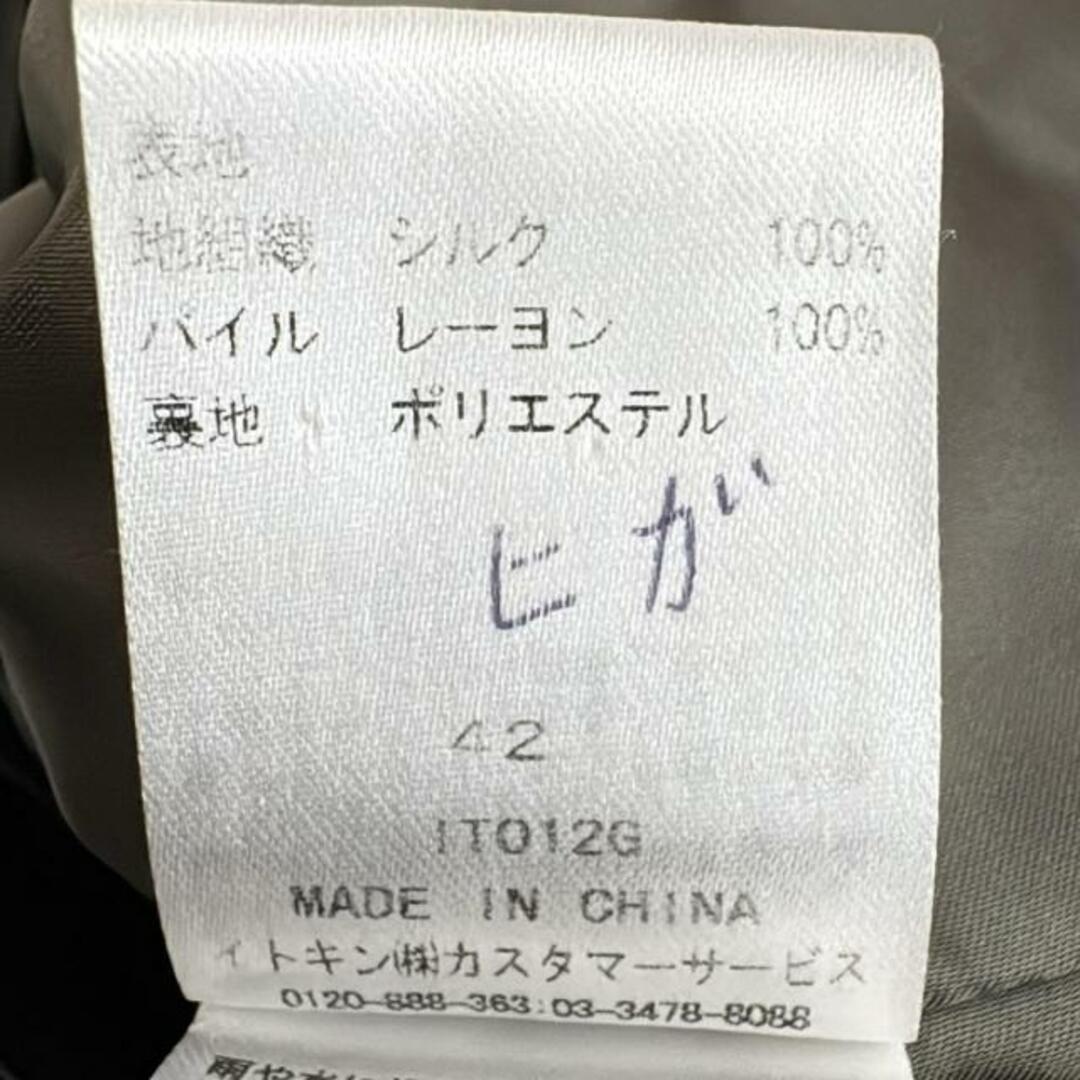 表地
地組織 シルク 100%
パイル レーヨン 100%
裏地 ポリエステル
ヒガ
42
IT012G
MADE IN CHINA
イトキン㈱カスタマーサービス
0120-888-363:03-3478-8088